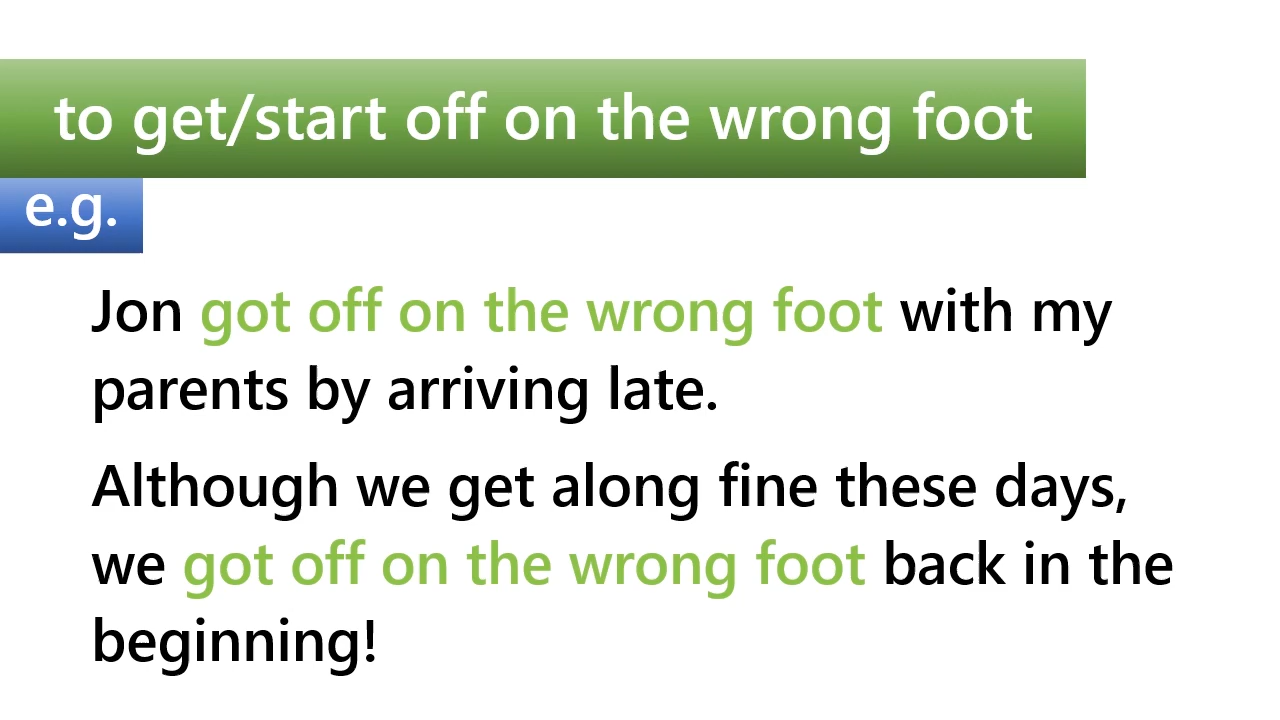 to get/start off on the wrong foot
e.g.
Jon got off on the wrong foot with my
parents by arriving late.
Although we get along fine these days,
we got off on the wrong foot back in the
beginning!